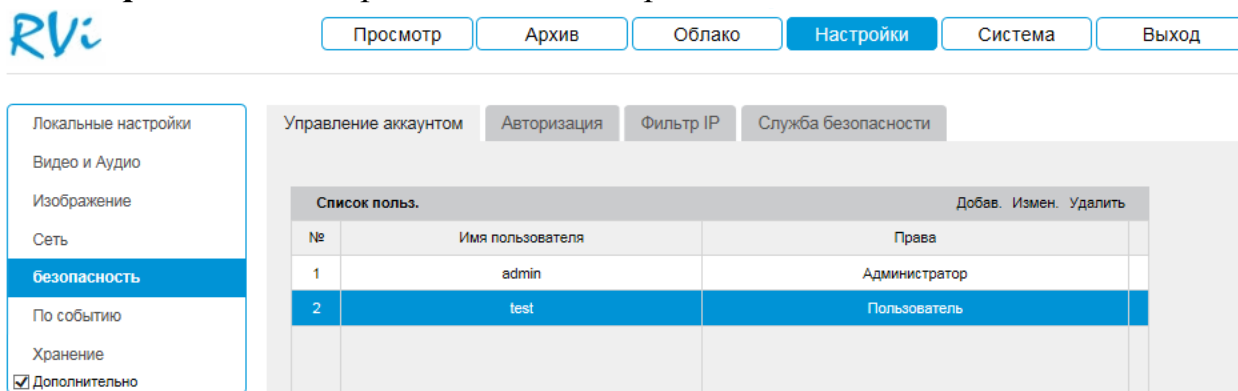 RVi
Просмотр Архив Облако Настройки Система Выход
Локальные настройки
Видео и Аудио
Изображение
Сеть
безопасность
По событию
Хранение
Дополнительно
Управление аккаунтом Авторизация Фильтр IP Служба безопасности
Список польз. Добав. Измен. Удалить
№ Имя пользователя Права
1 admin Администратор
2 test Пользователь